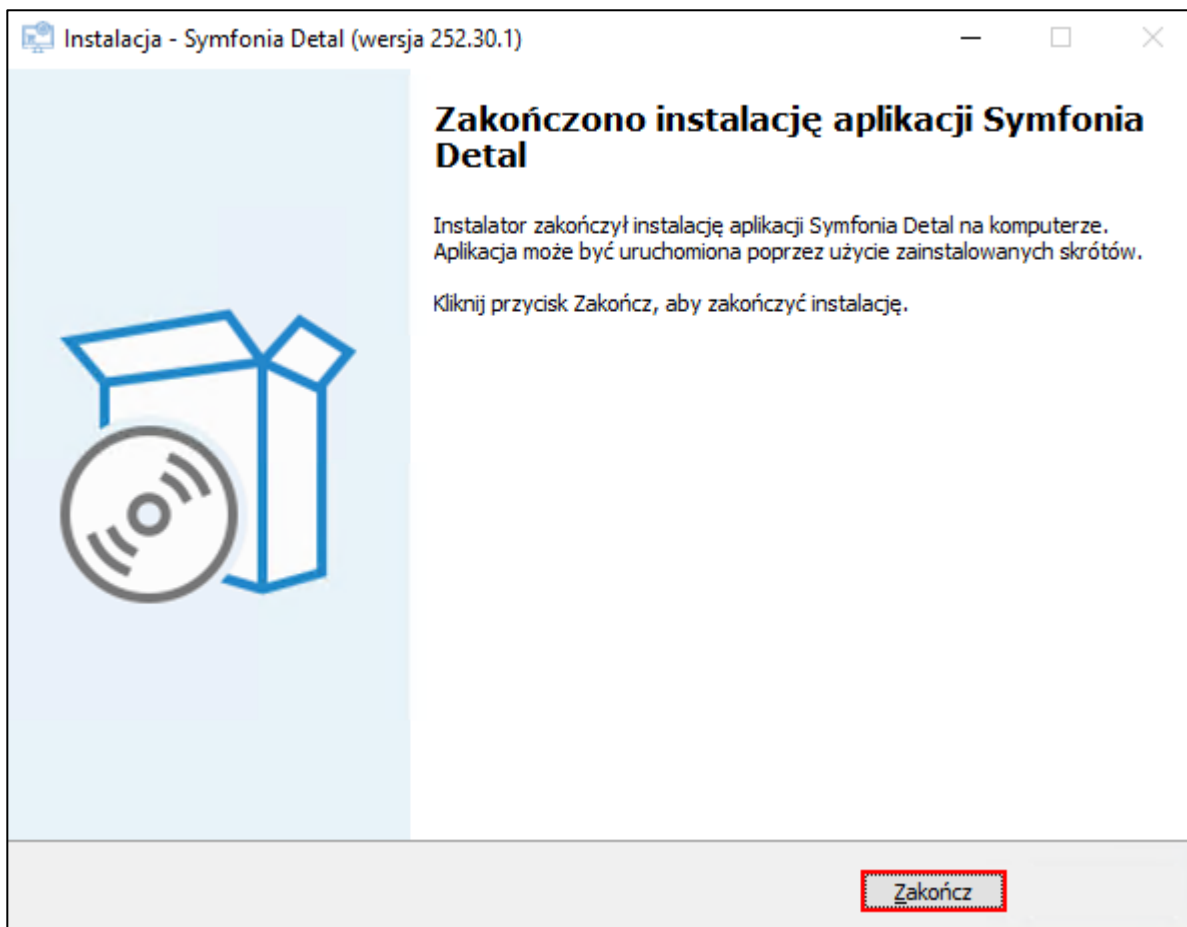 Instalacja - Symfonia Detal (wersja 252.30.1)
Zakończono instalację aplikacji Symfonia
Detal
Instalator zakończył instalację aplikacji Symfonia Detal na komputerze.
Aplikacja może być uruchomiona poprzez użycie zainstalowanych skrótów.
Kliknij przycisk Zakończ, aby zakończyć instalację.
Zakończ